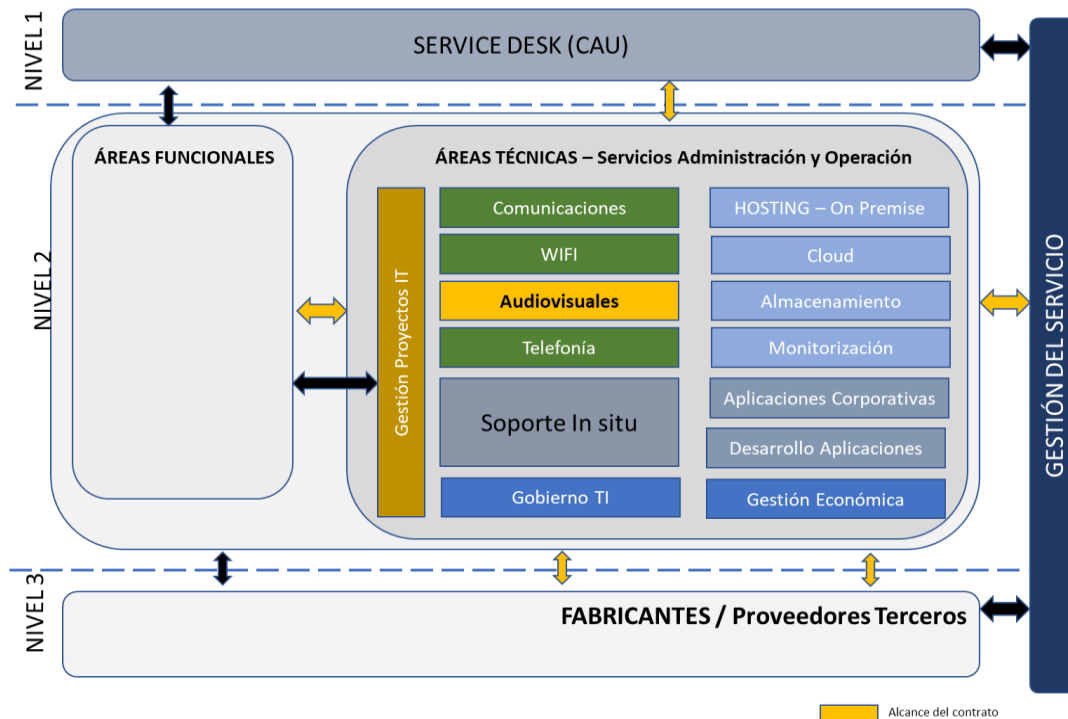 NIVEL 1
SERVICE DESK (CAU)
NIVEL 2
ÁREAS FUNCIONALES
ÁREAS TÉCNICAS – Servicios Administración y Operación
Gestión Proyectos IT
Comunicaciones
HOSTING – On Premise
WIFI
Cloud
Audiovisuales
Almacenamiento
Telefonía
Monitorización
Soporte In situ
Aplicaciones Corporativas
Desarrollo Aplicaciones
Gobierno TI
Gestión Económica
GESTIÓN DEL SERVICIO
NIVEL 3
FABRICANTES / Proveedores Terceros
Alcance del contrato